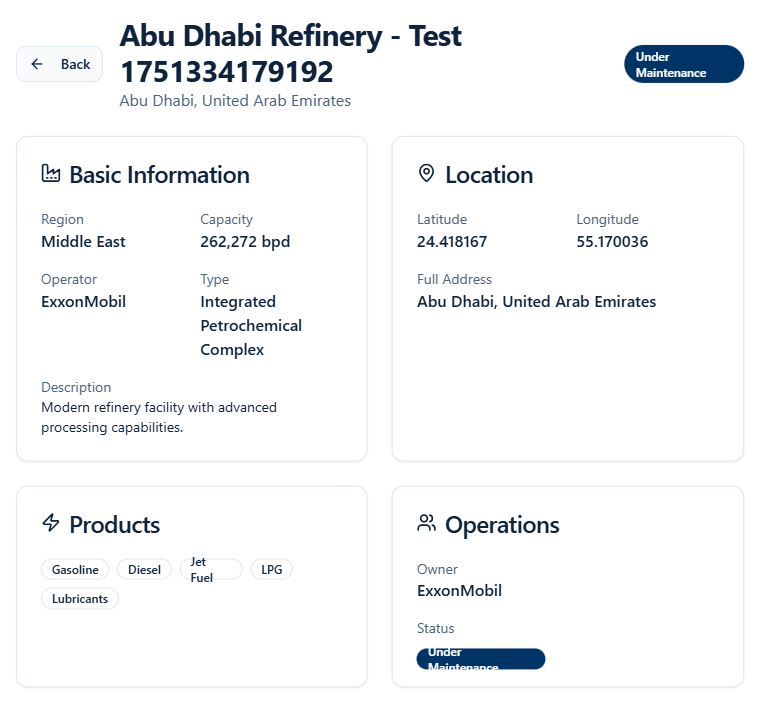 Back
Abu Dhabi Refinery - Test
1751334179192
Abu Dhabi, United Arab Emirates
Under
Maintenance
Basic Information
Region
Middle East
Capacity
262,272 bpd
Operator
ExxonMobil
Type
Integrated
Petrochemical
Complex
Description
Modern refinery facility with advanced
processing capabilities.
Location
Latitude
24.418167
Longitude
55.170036
Full Address
Abu Dhabi, United Arab Emirates
Products
Gasoline
Diesel
Jet
Fuel
LPG
Lubricants
Operations
Owner
ExxonMobil
Status
Under
Maintenance